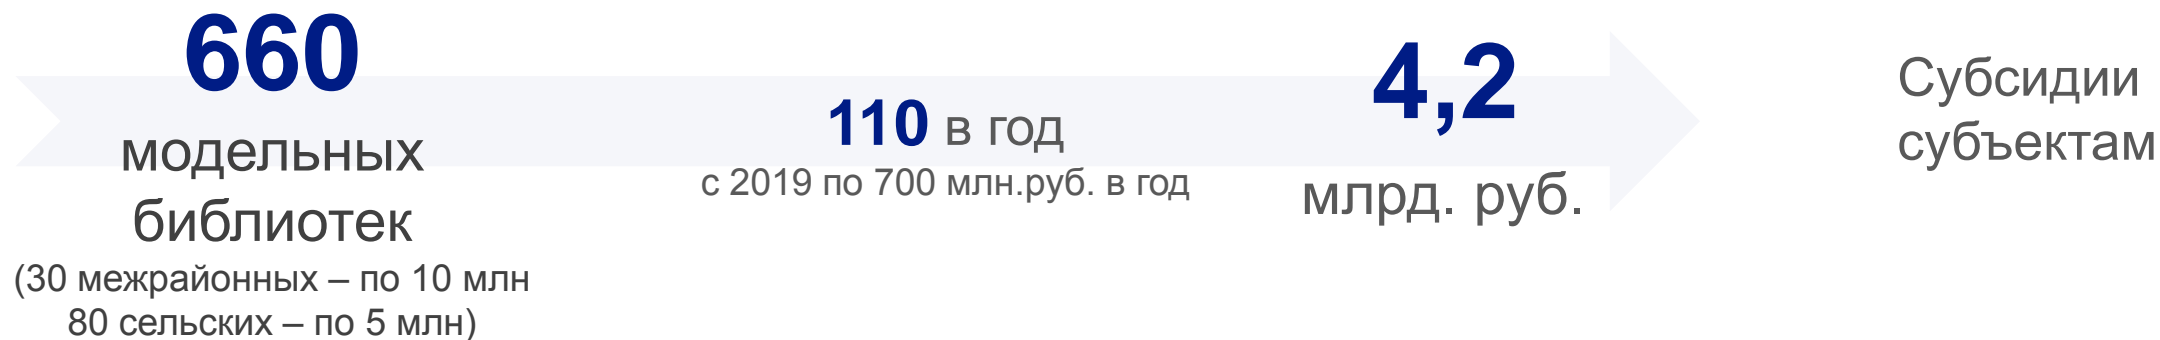 660
модельных
библиотек
(30 межрайонных – по 10 млн
80 сельских – по 5 млн)
110 в год
с 2019 по 700 млн.руб. в год
4,2
млрд. руб.
Субсидии
субъектам